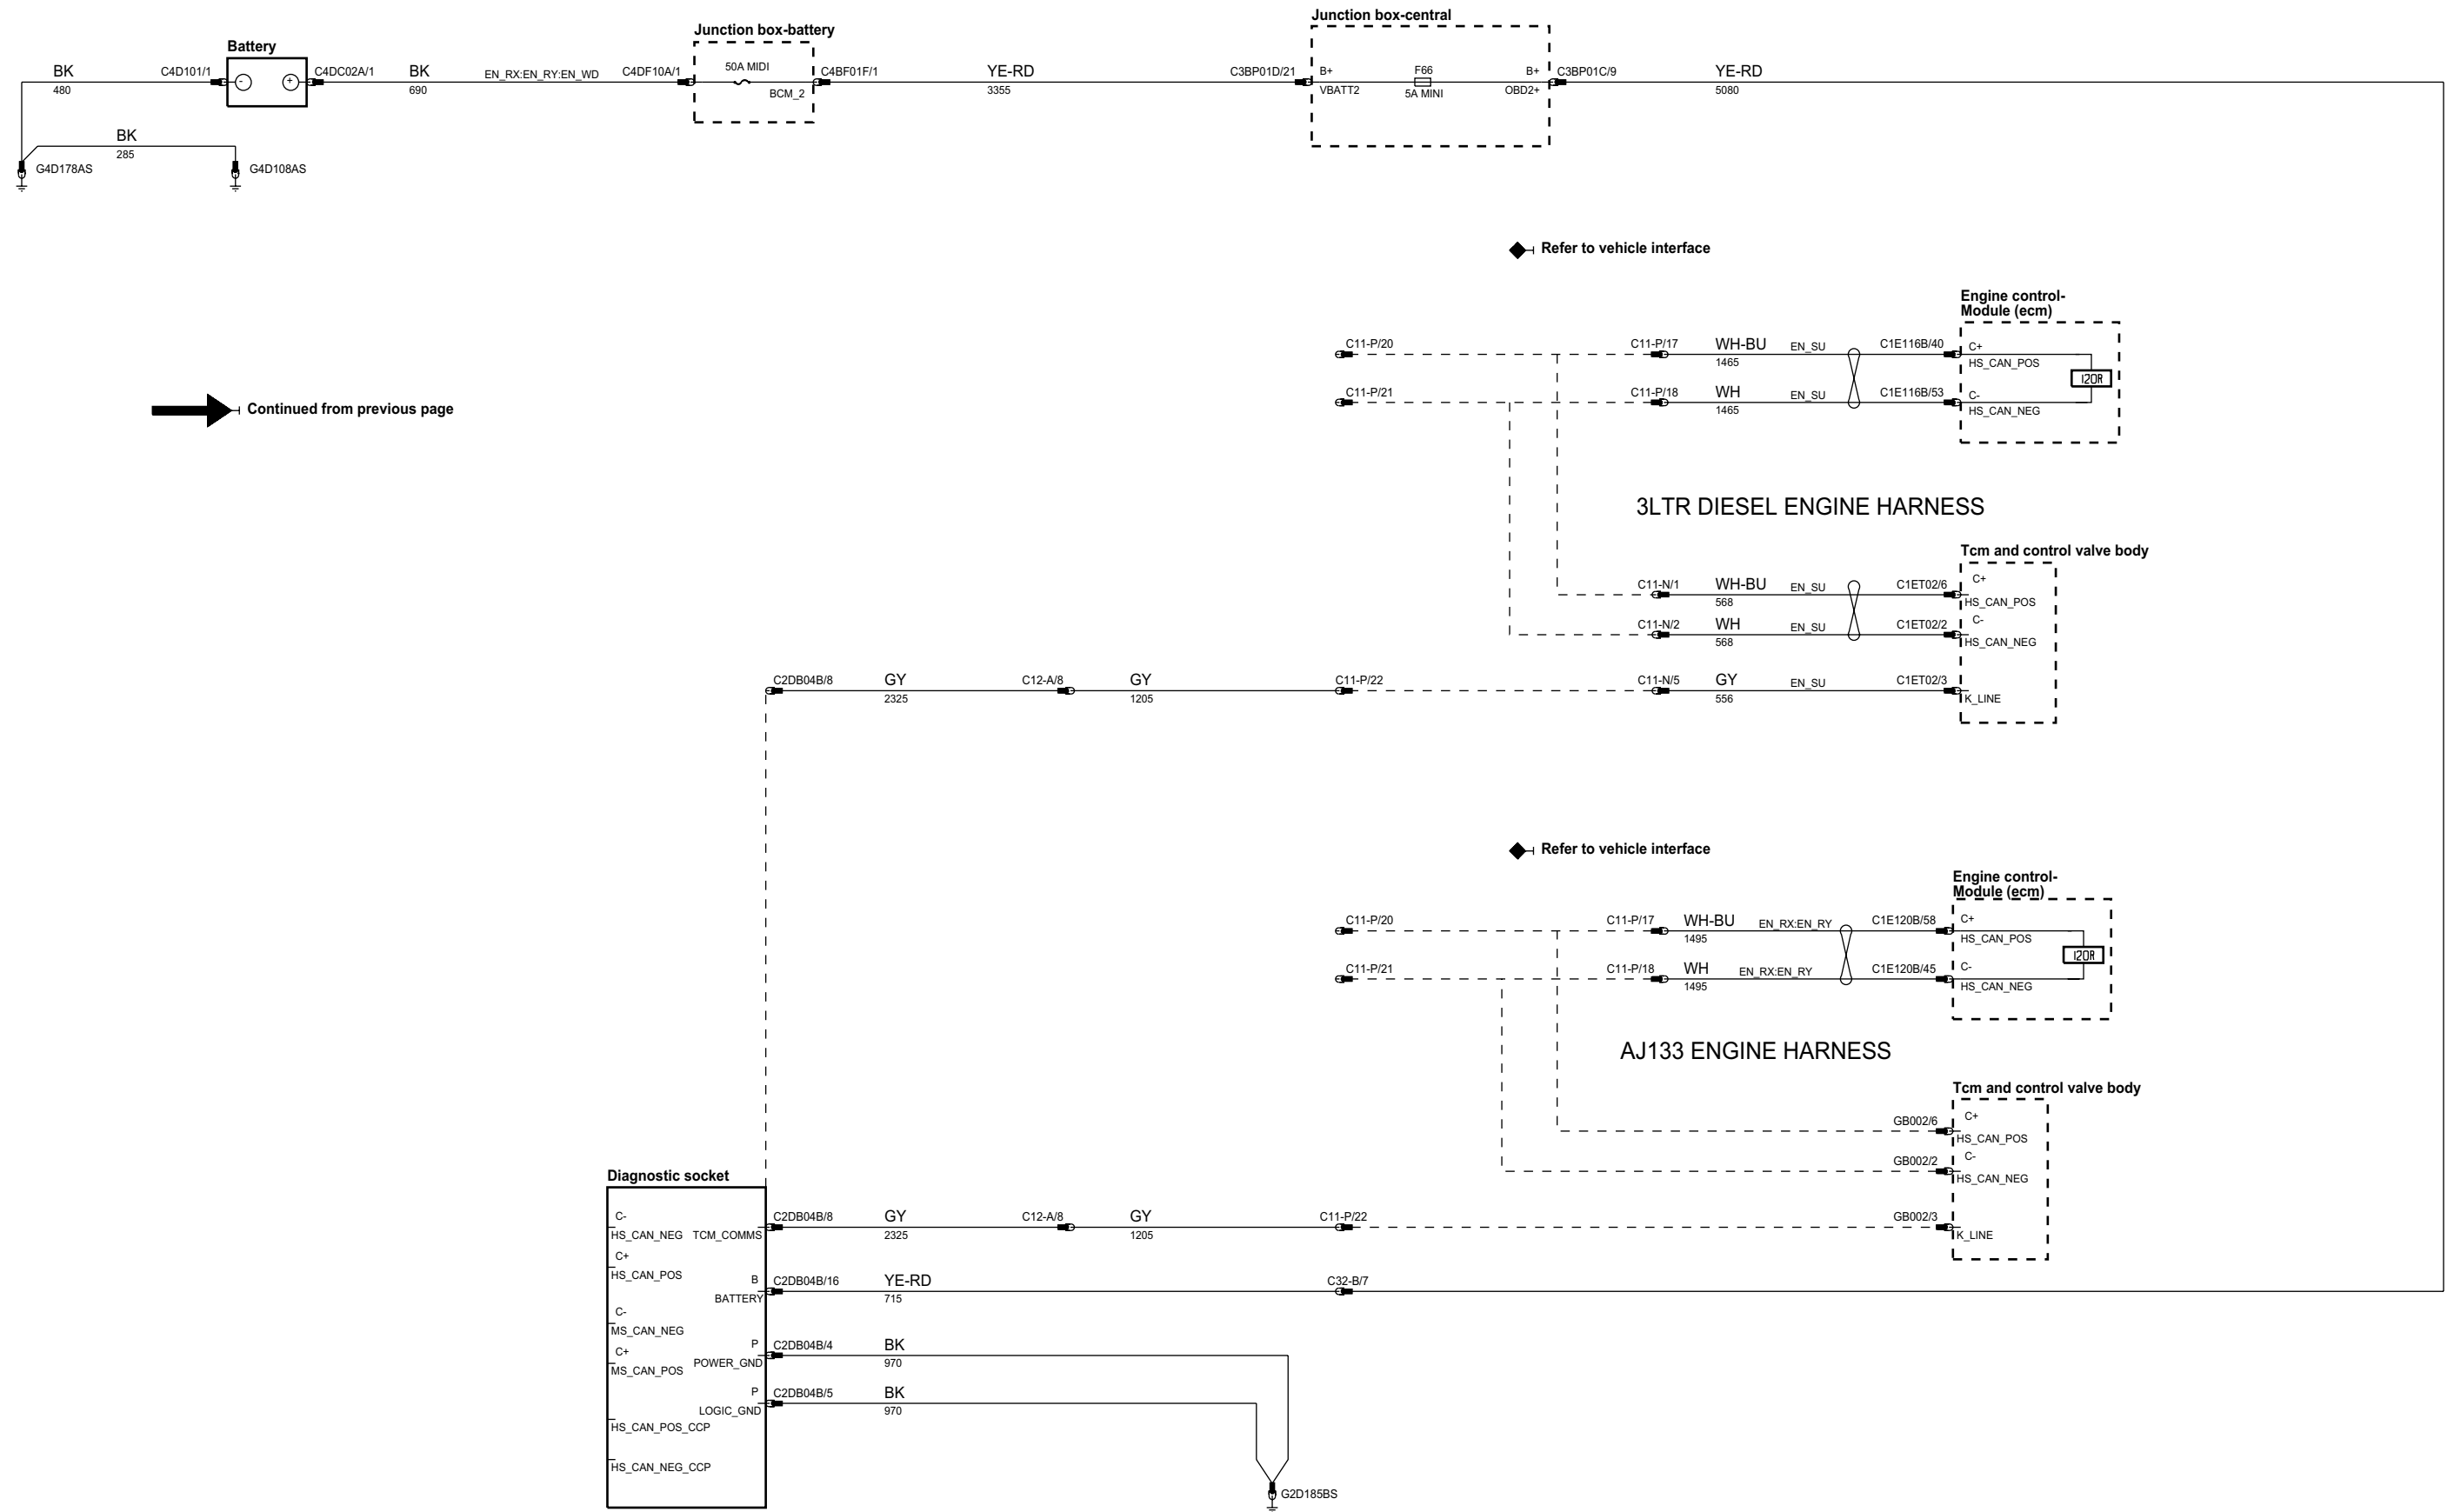 Junction box-central
Junction box-battery
Battery
BK
480
C4D101/1
-
+
C4DC02A/1
BK
690
EN_RX:EN_RY:EN_WD
C4DF10A/1
50A MIDI
BCM_2
C4BF01F/1
YE-RD
3355
C3BP01D/21
B+
VBATT2
F66
5A MINI
B+
OBD2+
C3BP01C/9
YE-RD
5080
BK
285
G4D178AS
G4D108AS
Refer to vehicle interface
Engine control-
Module (ecm)
C11-P/20
C11-P/17
WH-BU
1465
EN_SU
C1E116B/40
C+
HS_CAN_POS
120R
C11-P/21
C11-P/18
WH
1465
EN_SU
C1E116B/53
C-
HS_CAN_NEG
Continued from previous page
3LTR DIESEL ENGINE HARNESS
Tcm and control valve body
C11-N/1
WH-BU
568
EN_SU
C1ET02/6
C+
HS_CAN_POS
C11-N/2
WH
568
EN_SU
C1ET02/2
C-
HS_CAN_NEG
C2DB04B/8
GY
2325
C12-A/8
GY
1205
C11-P/22
C11-N/5
GY
556
EN_SU
C1ET02/3
K_LINE
Refer to vehicle interface
Engine control-
Module (ecm)
C11-P/20
C11-P/17
WH-BU
1495
EN_RX:EN_RY
C1E120B/58
C+
HS_CAN_POS
120R
C11-P/21
C11-P/18
WH
1495
EN_RX:EN_RY
C1E120B/45
C-
HS_CAN_NEG
AJ133 ENGINE HARNESS
Tcm and control valve body
GB002/6
C+
HS_CAN_POS
GB002/2
C-
HS_CAN_NEG
Diagnostic socket
C-
HS_CAN_NEG
TCM_COMMS
C2DB04B/8
GY
2325
C12-A/8
GY
1205
C11-P/22
GB002/3
K_LINE
C+
HS_CAN_POS
B
BATTERY
C2DB04B/16
YE-RD
715
C32-B/7
C-
MS_CAN_NEG
C+
MS_CAN_POS
P
POWER_GND
C2DB04B/4
BK
970
P
LOGIC_GND
C2DB04B/5
BK
970
HS_CAN_POS_CCP
HS_CAN_NEG_CCP
G2D185BS